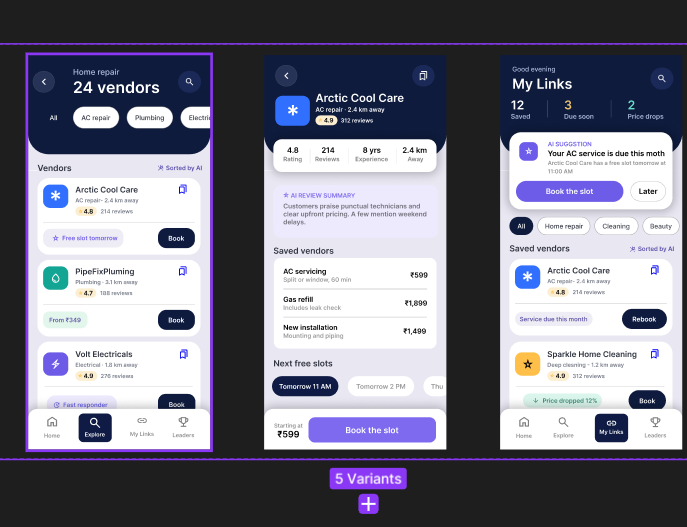 Home repair
24 vendors
All
AC repair
Plumbing
Electri
Vendors
Sorted by AI
Arctic Cool Care
AC repair- 2.4 km away
4.8 214 reviews
Free slot tomorrow
Book
PipeFixPluming
Plumbing - 3.1 km away
4.7 188 reviews
From ₹349
Book
Volt Electricals
Electrical - 1.8 km away
4.9 276 reviews
Fast responder
Book
Home
Explore
My Links
Leaders
Arctic Cool Care
AC repair - 2.4 km away
4.9 312 reviews
4.8
Rating
214
Reviews
8 yrs
Experience
2.4 km
Away
AI REVIEW SUMMARY
Customers praise punctual technicians and
clear upfront pricing. A few mention weekend
delays.
Saved vendors
AC servicing
Split or window, 60 min
₹599
Gas refill
Includes leak check
₹1,899
New installation
Mounting and piping
₹1,499
Next free slots
Tomorrow 11 AM
Tomorrow 2 PM
Thu
Starting at
₹599
Book the slot
Good evening
My Links
12
Saved
3
Due soon
2
Price drops
AI SUGGSTION
Your AC service is due this moth
Arctic Cool Care has a free slot tomorrow at
11:00 AM
Book the slot
Later
All
Home repair
Cleaning
Beauty
Saved vendors
Sorted by AI
Arctic Cool Care
AC repair- 2.4 km away
4.8 214 reviews
Service due this month
Rebook
Sparkle Home Cleaning
Deep cleaning - 1.2 km away
4.9 312 reviews
Price dropped 12%
Book
Home
Explore
My Links
Leaders
5 Variants